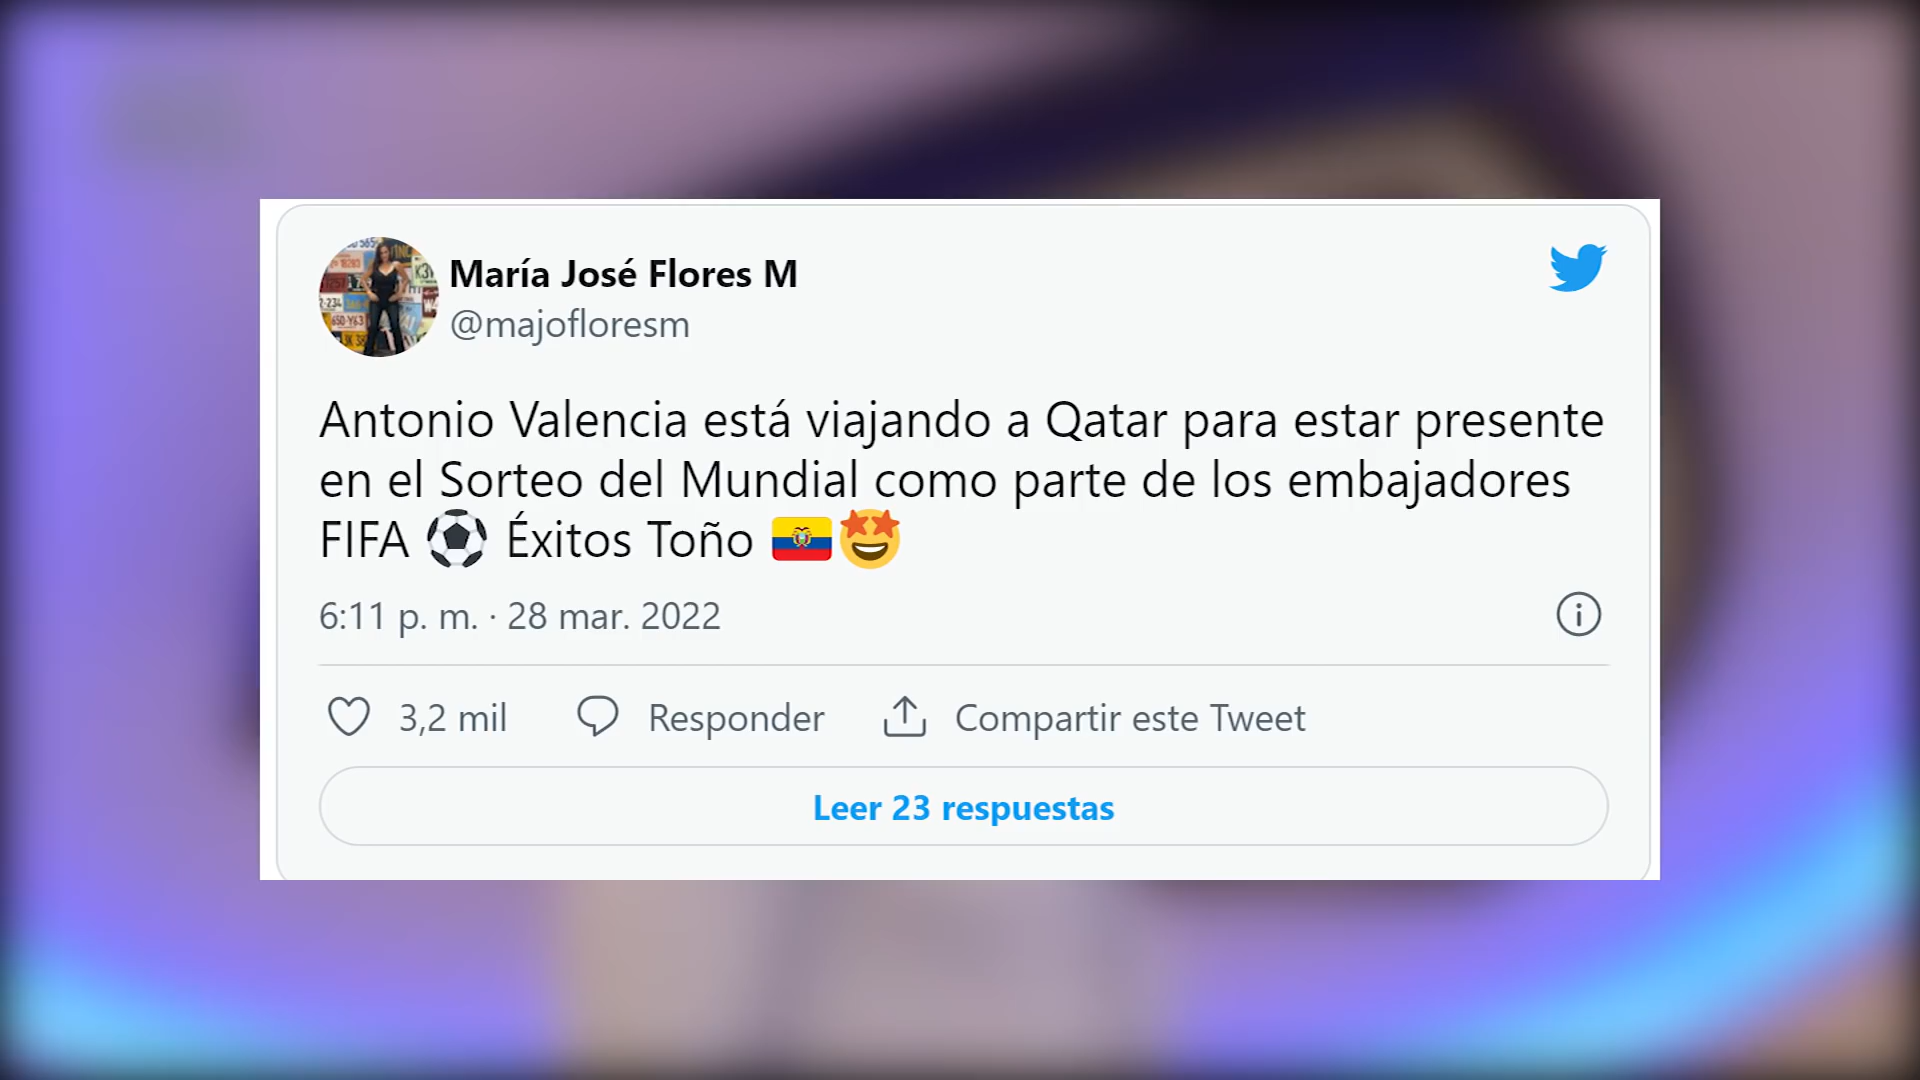 María José Flores M
@majofloresm
Antonio Valencia está viajando a Qatar para estar presente
en el Sorteo del Mundial como parte de los embajadores
FIFA ⚽ Éxitos Toño 🇪🇨🤩
6:11 p. m. · 28 mar. 2022
3,2 mil Responder Compartir este Tweet
Leer 23 respuestas